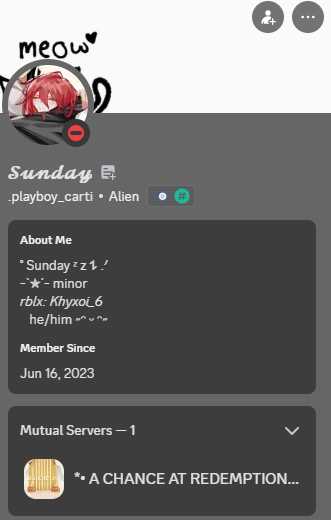 meow
𝓢𝓾𝓷𝓭𝓪𝔂
.playboy_carti • Alien #
About Me
˚ Sunday ᶻ 𝘇 𐰁 .ᐟ
-`✮´- minor
rblx: Khyxoi_6
he/him ˶ᵔ ᵕ ᵔ˶
Member Since
Jun 16, 2023
Mutual Servers — 1
*• A CHANCE AT REDEMPTION...